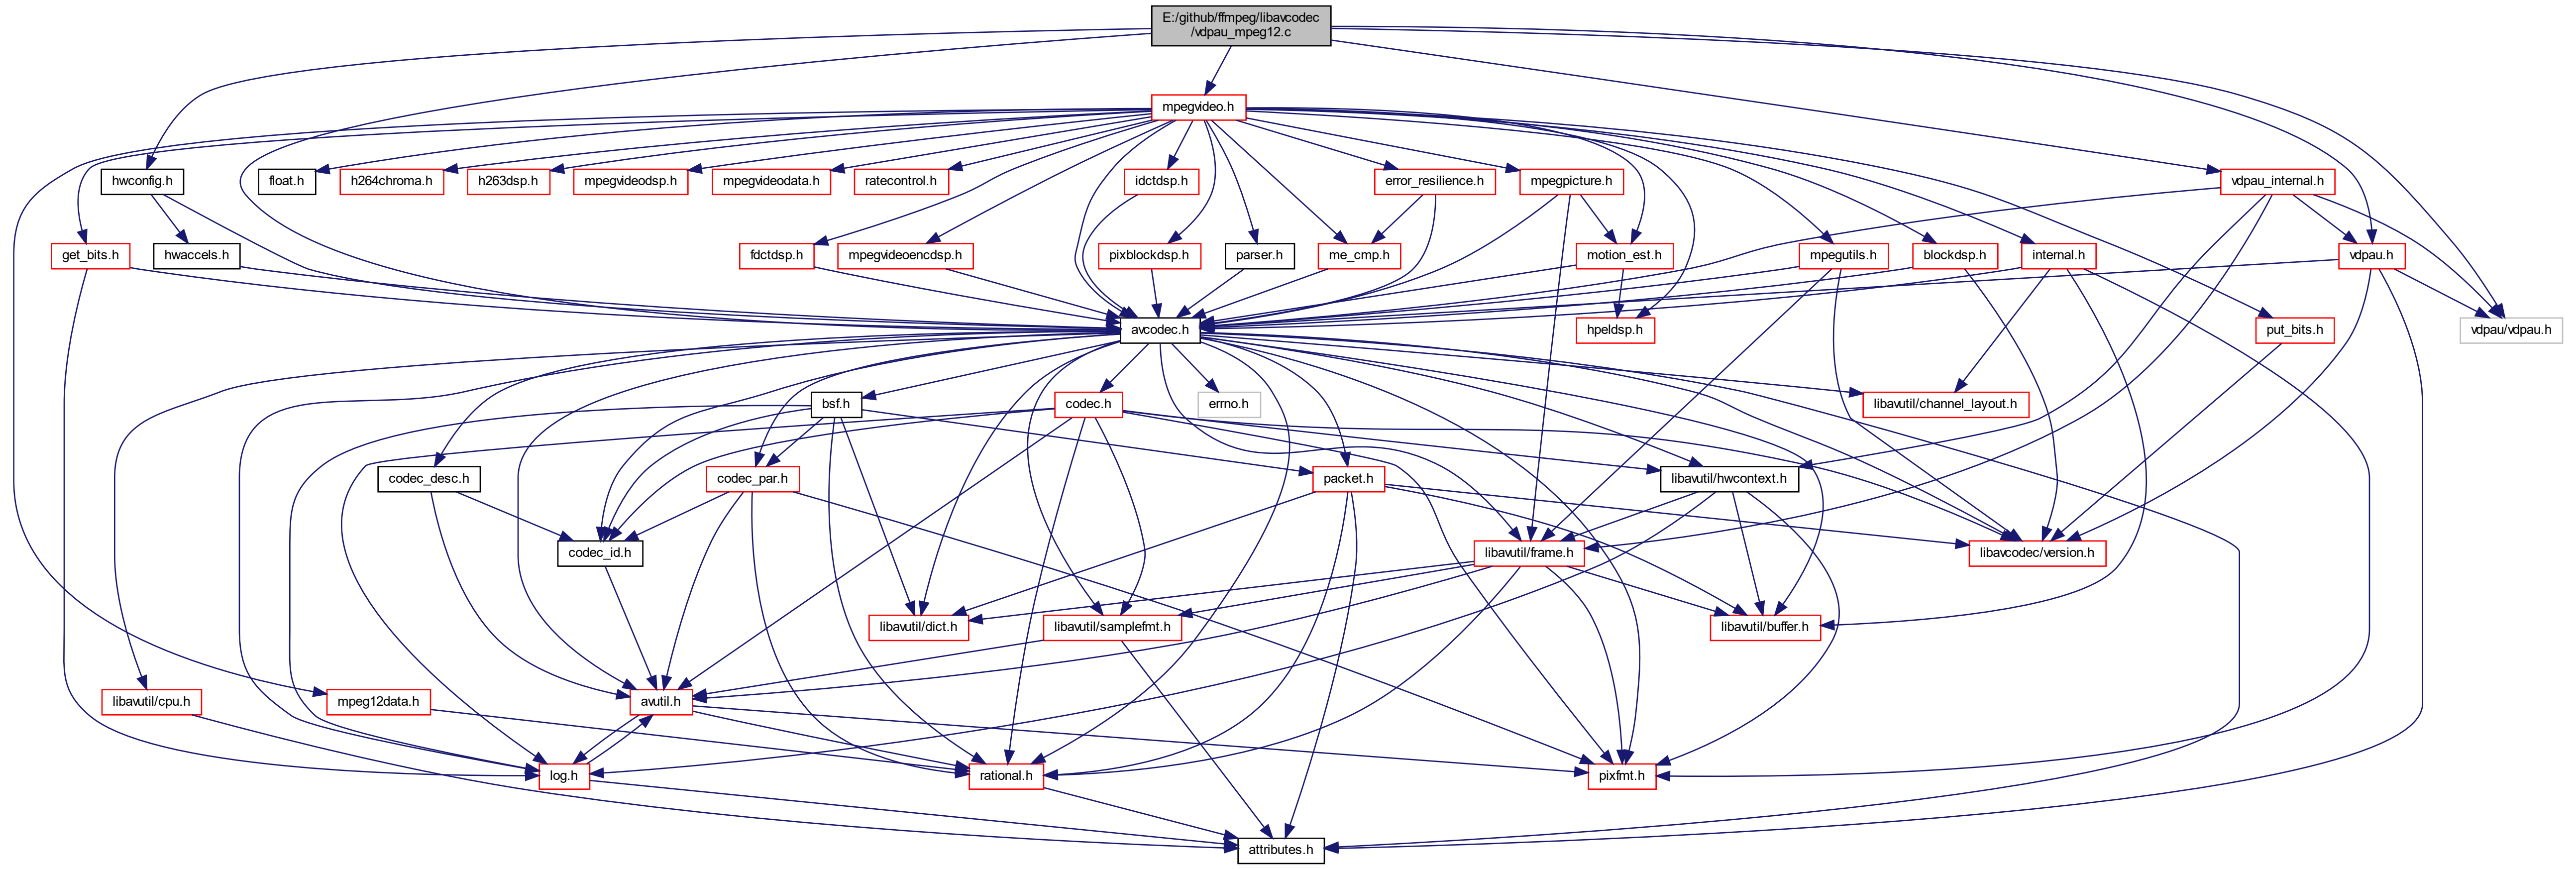 E:/github/ffmpeg/libavcodec
/vdpau_mpeg12.c
mpegvideo.h
hwconfig.h
float.h
h264chroma.h
h263dsp.h
mpegvideodsp.h
mpegvideodata.h
ratecontrol.h
idctdsp.h
error_resilience.h
mpegpicture.h
vdpau_internal.h
get_bits.h
hwaccels.h
fdctdsp.h
mpegvideoencdsp.h
pixblockdsp.h
parser.h
me_cmp.h
motion_est.h
mpegutils.h
blockdsp.h
internal.h
vdpau.h
avcodec.h
hpeldsp.h
put_bits.h
vdpau/vdpau.h
bsf.h
codec.h
errno.h
libavutil/channel_layout.h
codec_desc.h
codec_par.h
packet.h
libavutil/hwcontext.h
codec_id.h
libavutil/frame.h
libavcodec/version.h
libavutil/dict.h
libavutil/samplefmt.h
libavutil/buffer.h
libavutil/cpu.h
mpeg12data.h
avutil.h
log.h
rational.h
pixfmt.h
attributes.h